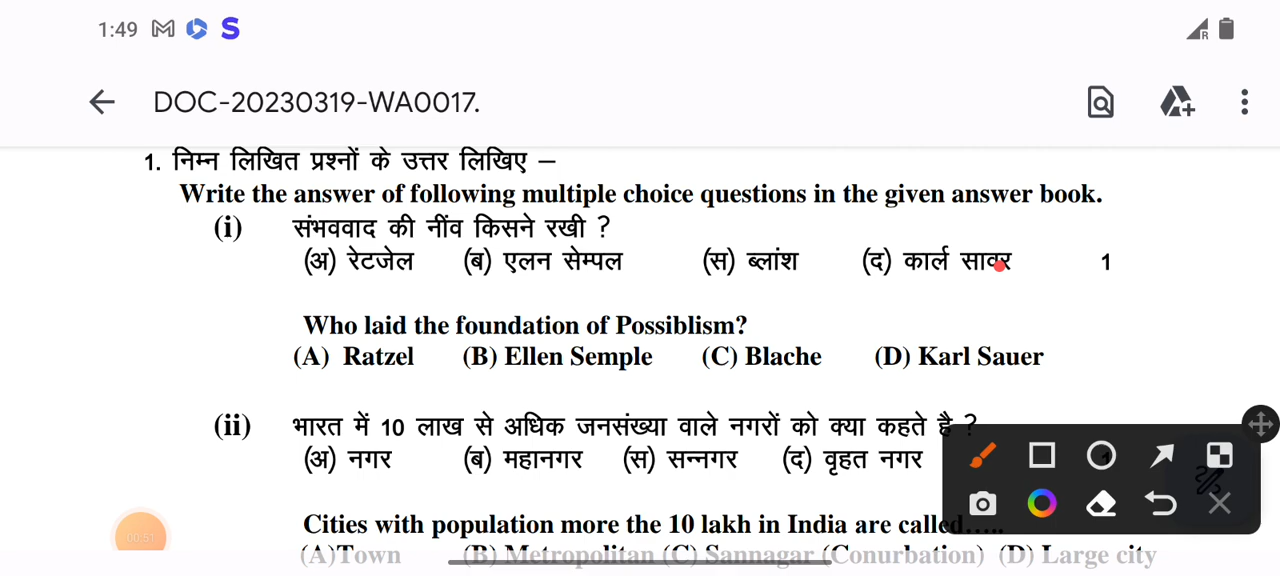 1:49 M S R
DOC-20230319-WA0017.
1. निम्न लिखित प्रश्नों के उत्तर लिखिए –
Write the answer of following multiple choice questions in the given answer book.
(i) संभववाद की नींव किसने रखी ?
(अ) रेटजेल (ब) एलन सेम्पल (स) ब्लांश (द) कार्ल सावर 1
Who laid the foundation of Possiblism?
(A) Ratzel (B) Ellen Semple (C) Blache (D) Karl Sauer
(ii) भारत में 10 लाख से अधिक जनसंख्या वाले नगरों को क्या कहते है ?
(अ) नगर (ब) महानगर (स) सन्नगर (द) वृहत नगर
Cities with population more the 10 lakh in India are called.....
00:51
(A)Town (B) Metropolitan (C) Sannagar (Conurbation) (D) Large city